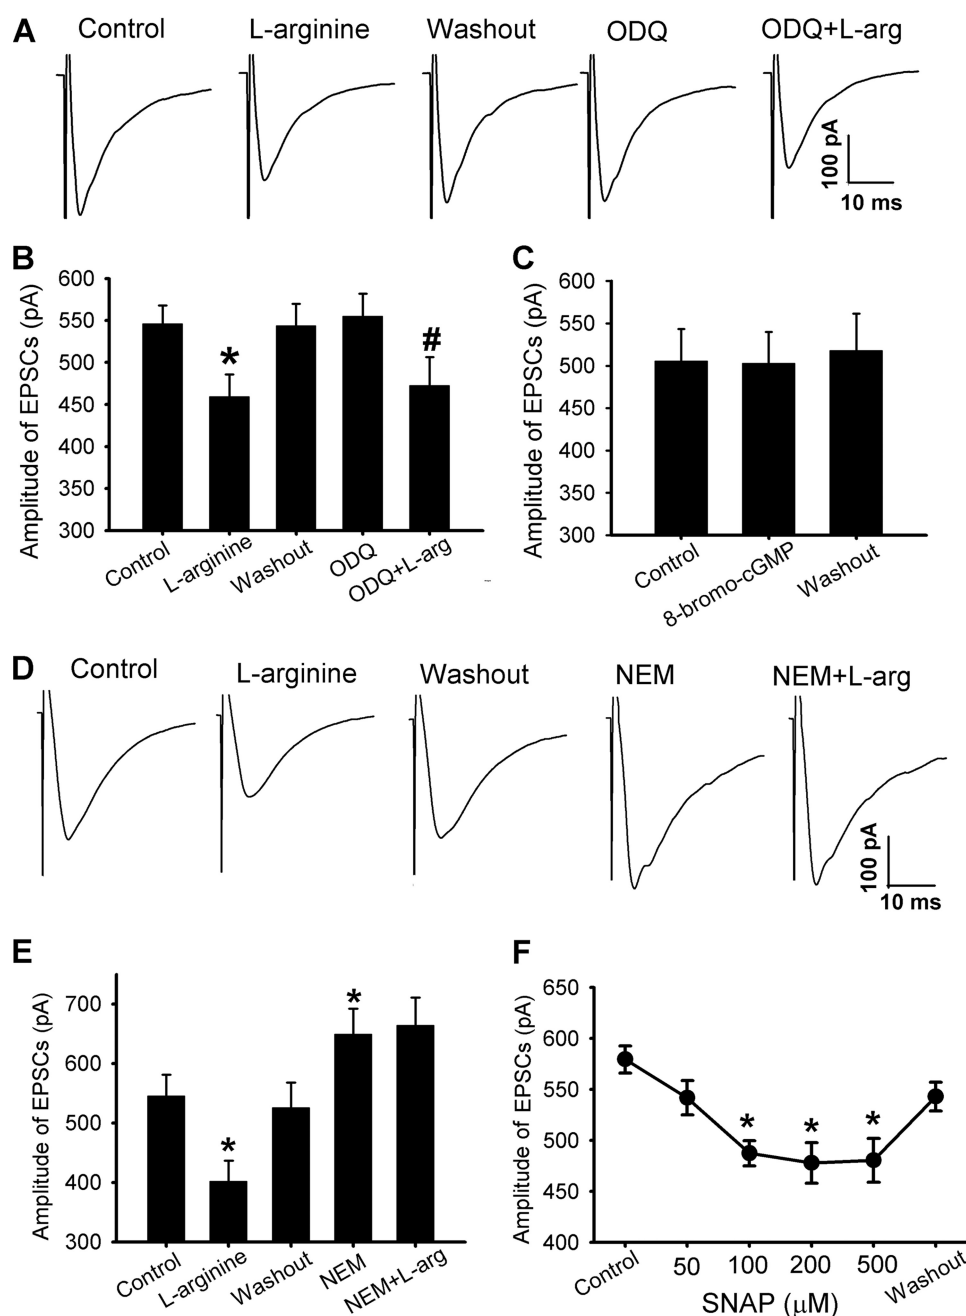 A
Control L-arginine Washout ODQ ODQ+L-arg
100 pA
10 ms
B
Amplitude of EPSCs (pA)
600
550
500
450
400
350
300
*
#
Control L-arginine Washout ODQ ODQ+L-arg
C
Amplitude of EPSCs (pA)
600
550
500
450
400
350
300
Control 8-bromo-cGMP Washout
D
Control L-arginine Washout NEM NEM+L-arg
100 pA
10 ms
E
Amplitude of EPSCs (pA)
700
600
500
400
300
*
*
Control L-arginine Washout NEM NEM+L-arg
F
Amplitude of EPSCs (pA)
650
600
550
500
450
400
* * *
Control 50 100 200 500 Washout
SNAP (μM)